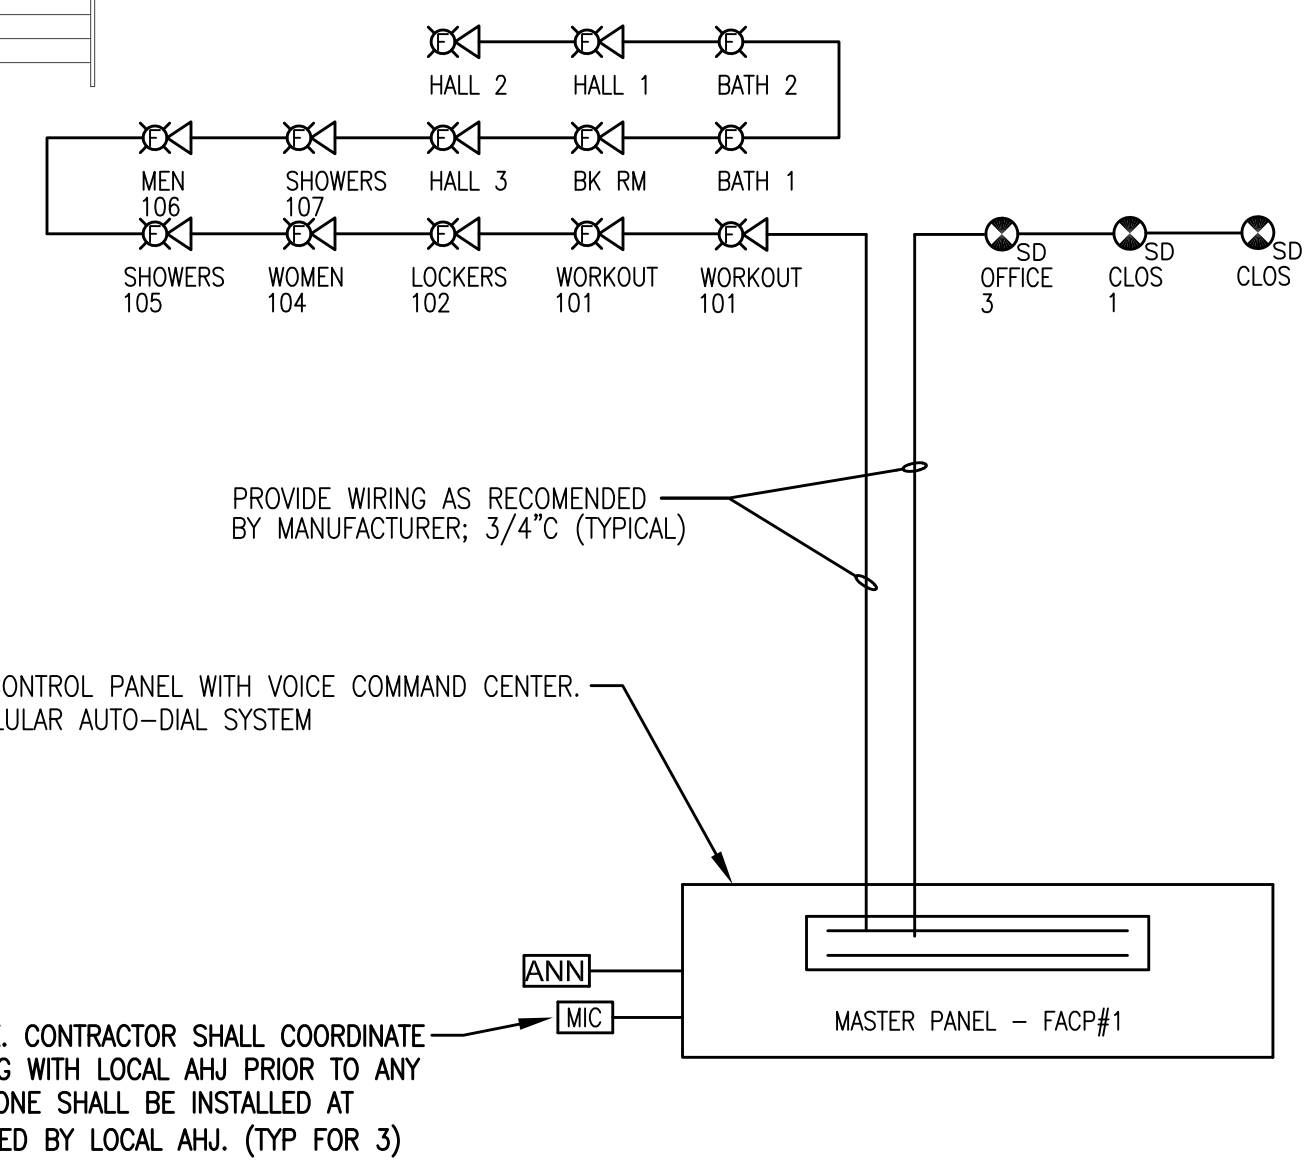 F F F
HALL 2 HALL 1 BATH 2
F F F F F
MEN SHOWERS HALL 3 BK RM BATH 1
106 107
F F F F F
SD SD SD
SHOWERS WOMEN LOCKERS WORKOUT WORKOUT OFFICE CLOS CLOS
105 104 102 101 101 3 1
PROVIDE WIRING AS RECOMENDED
BY MANUFACTURER; 3/4"C (TYPICAL)
CONTROL PANEL WITH VOICE COMMAND CENTER.
AUTO-DIAL SYSTEM
ANN
MIC
MASTER PANEL - FACP#1
CONTRACTOR SHALL COORDINATE
WITH LOCAL AHJ PRIOR TO ANY
SHALL BE INSTALLED AT
BY LOCAL AHJ. (TYP FOR 3)